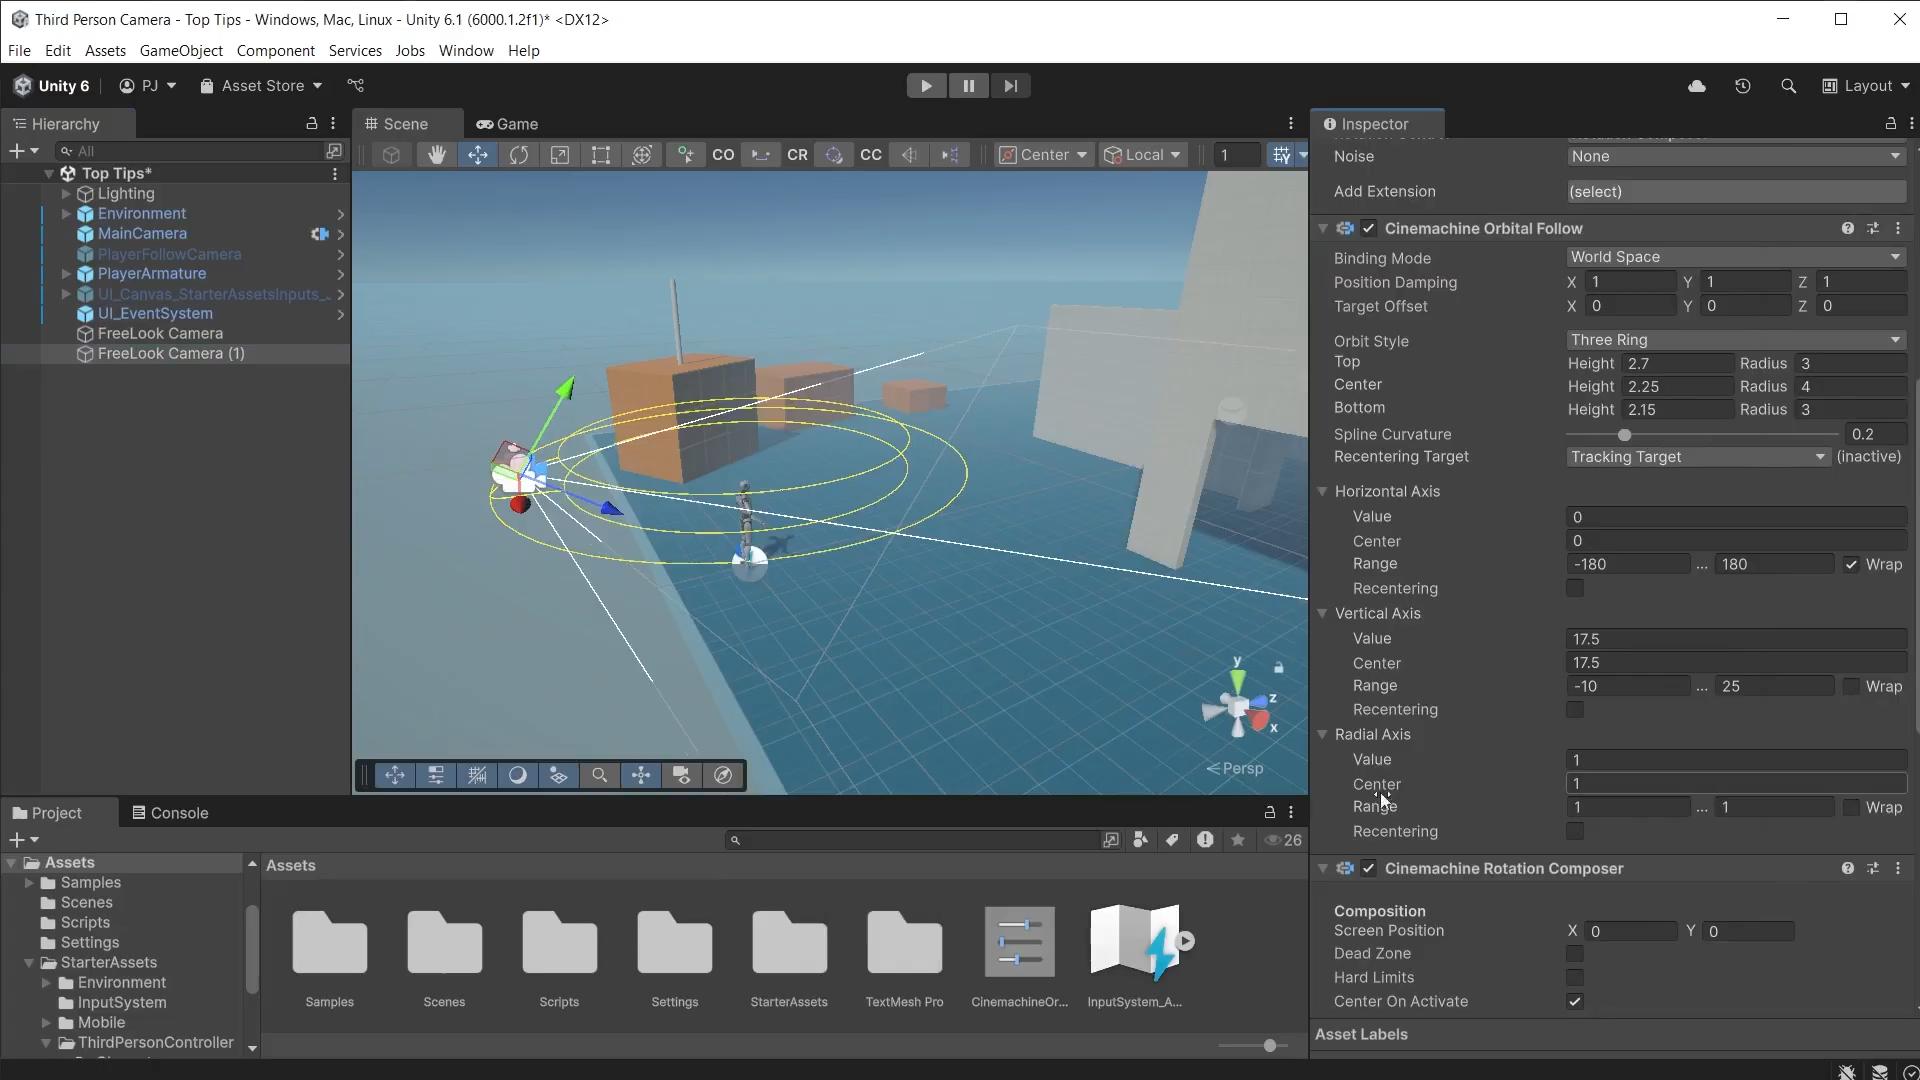 Third Person Camera - Top Tips - Windows, Mac, Linux - Unity 6.1 (6000.1.2f1)* <DX12>
File Edit Assets GameObject Component Services Jobs Window Help
Unity 6 PJ Asset Store Layout
Hierarchy
All
Top Tips*
Lighting
Environment
MainCamera
PlayerFollowCamera
PlayerArmature
UI_Canvas_StarterAssetsInputs_..
UI_EventSystem
FreeLook Camera
FreeLook Camera (1)
Scene Game
CO CR CC Center Local 1
y
z
x
Persp
Inspector
Noise None
Add Extension (select)
Cinemachine Orbital Follow
Binding Mode World Space
Position Damping X 1 Y 1 Z 1
Target Offset X 0 Y 0 Z 0
Orbit Style Three Ring
Top Height 2.7 Radius 3
Center Height 2.25 Radius 4
Bottom Height 2.15 Radius 3
Spline Curvature 0.2
Recentering Target Tracking Target (inactive)
Horizontal Axis
Value 0
Center 0
Range -180 ... 180 Wrap
Recentering
Vertical Axis
Value 17.5
Center 17.5
Range -10 ... 25 Wrap
Recentering
Radial Axis
Value 1
Center 1
Range 1 ... 1 Wrap
Recentering
Cinemachine Rotation Composer
Composition
Screen Position X 0 Y 0
Dead Zone
Hard Limits
Center On Activate
Asset Labels
Project Console
26
Assets
Samples
Scenes
Scripts
Settings
StarterAssets
Environment
InputSystem
Mobile
ThirdPersonController
Assets
Samples Scenes Scripts Settings StarterAssets TextMesh Pro CinemachineOr... InputSystem_A...